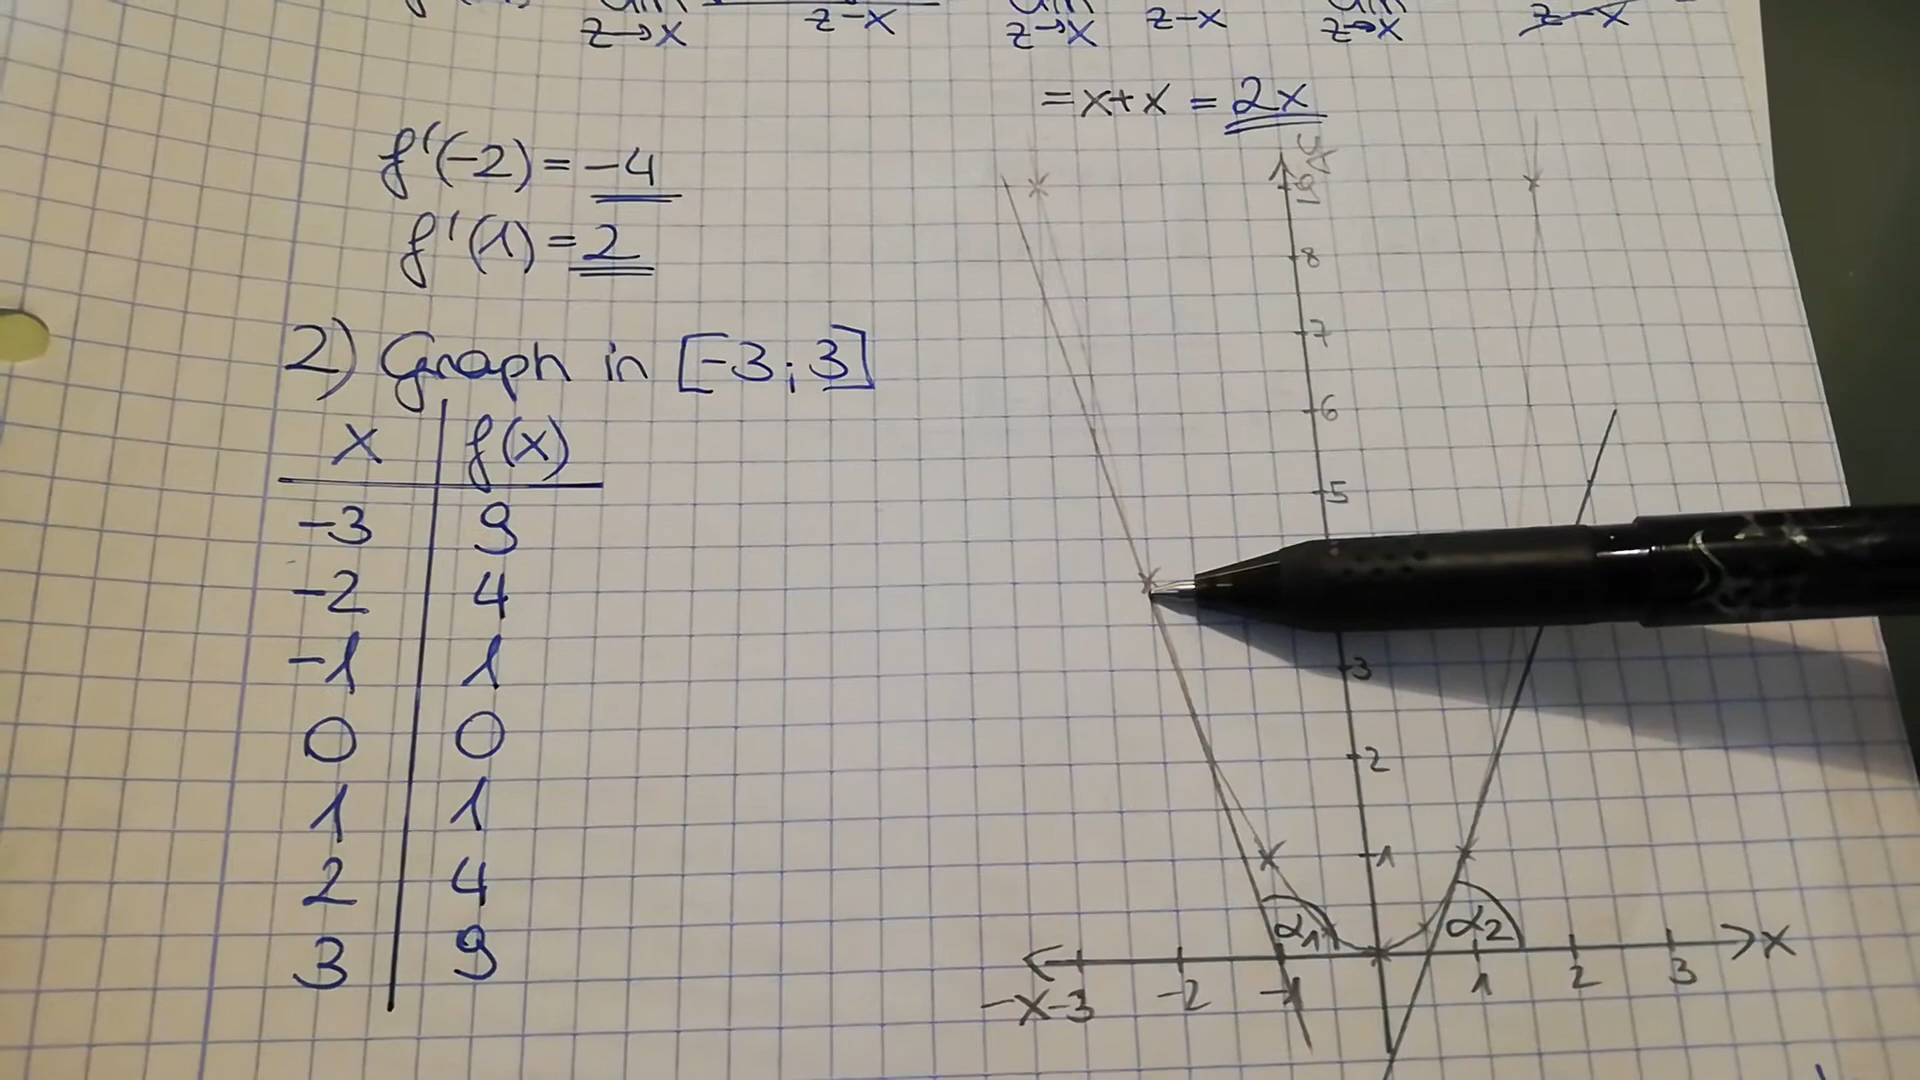 z→x z-x z→x z-x z→x z-x
=x+x = 2x
f'(-2) = -4
f'(1) = 2
2) Graph in [-3; 3]
x f(x)
-3 9
-2 4
-1 1
0 0
1 1
2 4
3 9
8
7
6
5
3
2
1
α1 α2
-x -3 -2 -1 1 2 3 x